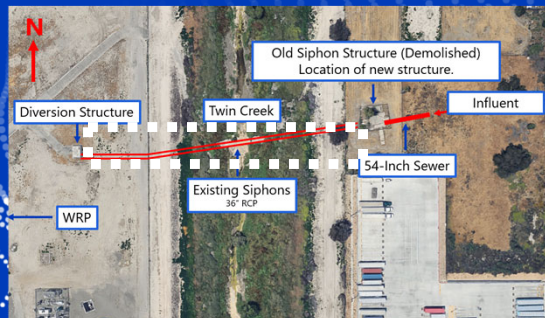 N
Old Siphon Structure (Demolished)
Location of new structure.
Influent
Diversion Structure
Twin Creek
54-Inch Sewer
Existing Siphons
36" RCP
WRP